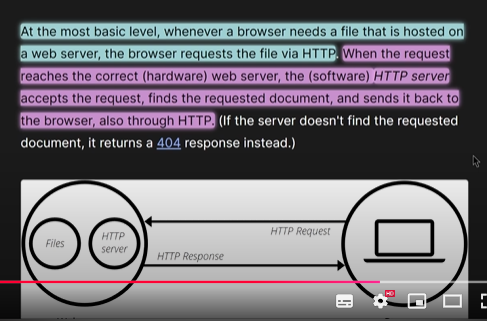 At the most basic level, whenever a browser needs a file that is hosted on
a web server, the browser requests the file via HTTP. When the request
reaches the correct (hardware) web server, the (software) HTTP server
accepts the request, finds the requested document, and sends it back to
the browser, also through HTTP. (If the server doesn't find the requested
document, it returns a 404 response instead.)
Files
HTTP
server
HTTP Request
HTTP Response
HD